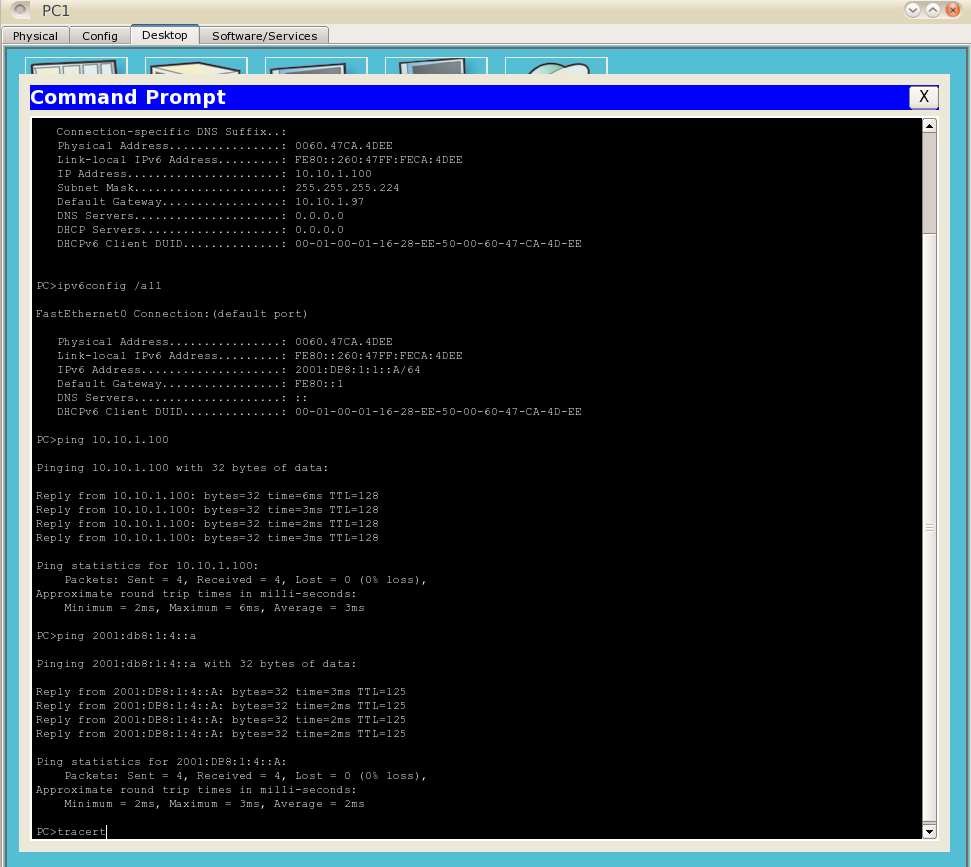 PC1
Physical Config Desktop Software/Services
Command Prompt X
Connection-specific DNS Suffix..:
Physical Address................: 0060.47CA.4DEE
Link-local IPv6 Address.........: FE80::260:47FF:FECA:4DEE
IP Address......................: 10.10.1.100
Subnet Mask.....................: 255.255.255.224
Default Gateway.................: 10.10.1.97
DNS Servers.....................: 0.0.0.0
DHCP Servers....................: 0.0.0.0
DHCPv6 Client DUID..............: 00-01-00-01-16-28-EE-50-00-60-47-CA-4D-EE
PC>ipv6config /all
FastEthernet0 Connection:(default port)
Physical Address................: 0060.47CA.4DEE
Link-local IPv6 Address.........: FE80::260:47FF:FECA:4DEE
IPv6 Address....................: 2001:DB8:1:1::A/64
Default Gateway.................: FE80::1
DNS Servers.....................: ::
DHCPv6 Client DUID..............: 00-01-00-01-16-28-EE-50-00-60-47-CA-4D-EE
PC>ping 10.10.1.100
Pinging 10.10.1.100 with 32 bytes of data:
Reply from 10.10.1.100: bytes=32 time=6ms TTL=128
Reply from 10.10.1.100: bytes=32 time=3ms TTL=128
Reply from 10.10.1.100: bytes=32 time=2ms TTL=128
Reply from 10.10.1.100: bytes=32 time=3ms TTL=128
Ping statistics for 10.10.1.100:
Packets: Sent = 4, Received = 4, Lost = 0 (0% loss),
Approximate round trip times in milli-seconds:
Minimum = 2ms, Maximum = 6ms, Average = 3ms
PC>ping 2001:db8:1:4::a
Pinging 2001:db8:1:4::a with 32 bytes of data:
Reply from 2001:DB8:1:4::A: bytes=32 time=3ms TTL=125
Reply from 2001:DB8:1:4::A: bytes=32 time=2ms TTL=125
Reply from 2001:DB8:1:4::A: bytes=32 time=2ms TTL=125
Reply from 2001:DB8:1:4::A: bytes=32 time=2ms TTL=125
Ping statistics for 2001:DB8:1:4::A:
Packets: Sent = 4, Received = 4, Lost = 0 (0% loss),
Approximate round trip times in milli-seconds:
Minimum = 2ms, Maximum = 3ms, Average = 2ms
PC>tracert